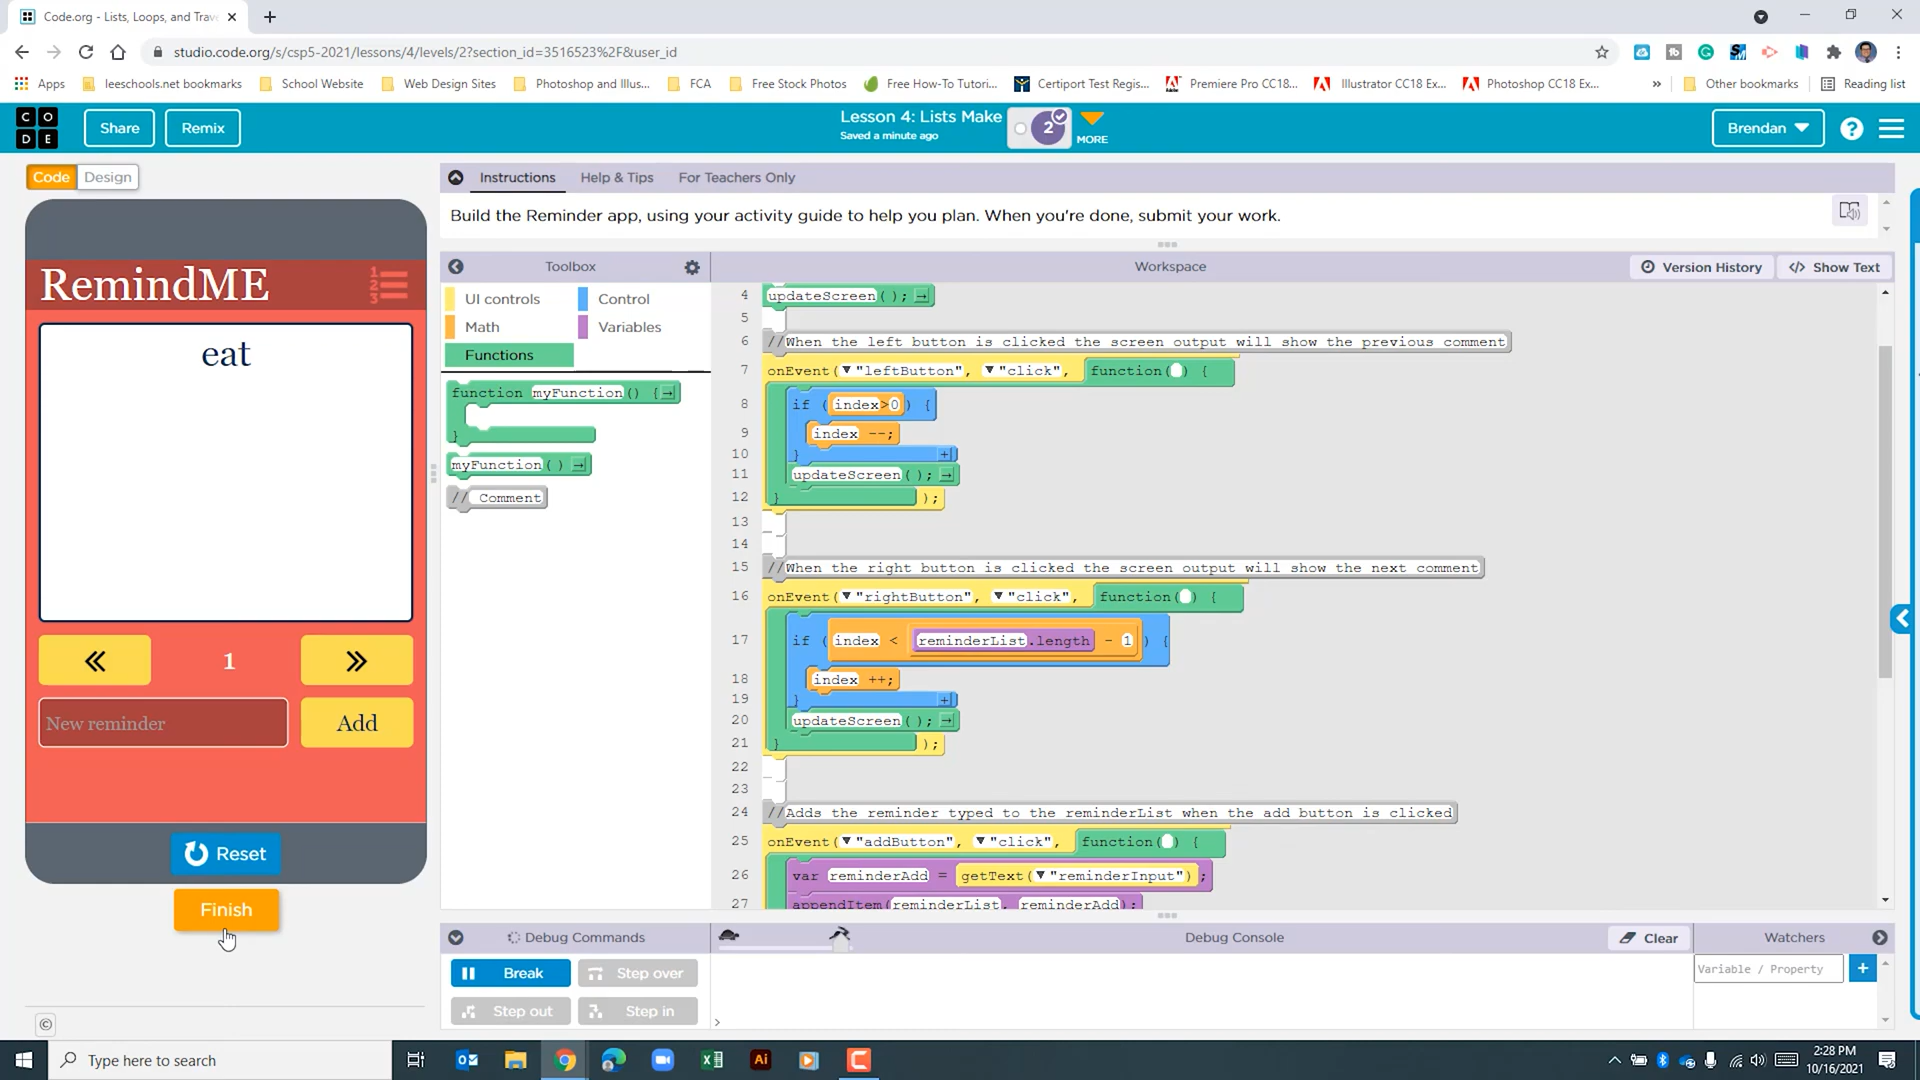 Code.org - Lists, Loops, and Trave
studio.code.org/s/csp5-2021/lessons/4/levels/2?section_id=3516523%2F&user_id
Apps leeschools.net bookmarks School Website Web Design Sites Photoshop and Illus... FCA Free Stock Photos Free How-To Tutori... Certiport Test Regis... Premiere Pro CC18... Illustrator CC18 Ex... Photoshop CC18 Ex... » Other bookmarks Reading list
CODE
Share Remix
Lesson 4: Lists Make
Saved a minute ago
2
MORE
Brendan
?
Code Design
Instructions Help & Tips For Teachers Only
Build the Reminder app, using your activity guide to help you plan. When you're done, submit your work.
RemindME
1
2
3
eat
« 1 »
New reminder Add
Reset
Finish
©
Toolbox Workspace Version History </> Show Text
UI controls Control
Math Variables
Functions
function myFunction() {
}
myFunction()
// Comment
4 updateScreen();
5
6 //When the left button is clicked the screen output will show the previous comment
7 onEvent( "leftButton", "click", function( ) {
8 if (index>0) {
9 index --;
10 }
11 updateScreen();
12 } );
13
14
15 //When the right button is clicked the screen output will show the next comment
16 onEvent( "rightButton", "click", function( ) {
17 if (index < reminderList.length - 1) {
18 index ++;
19 }
20 updateScreen();
21 } );
22
23
24 //Adds the reminder typed to the reminderList when the add button is clicked
25 onEvent( "addButton", "click", function( ) {
26 var reminderAdd = getText( "reminderInput");
27 appendItem(reminderList, reminderAdd);
Debug Commands Debug Console Clear Watchers
Break Step over
Step out Step in
>
Variable / Property +
Type here to search
2:28 PM
10/16/2021